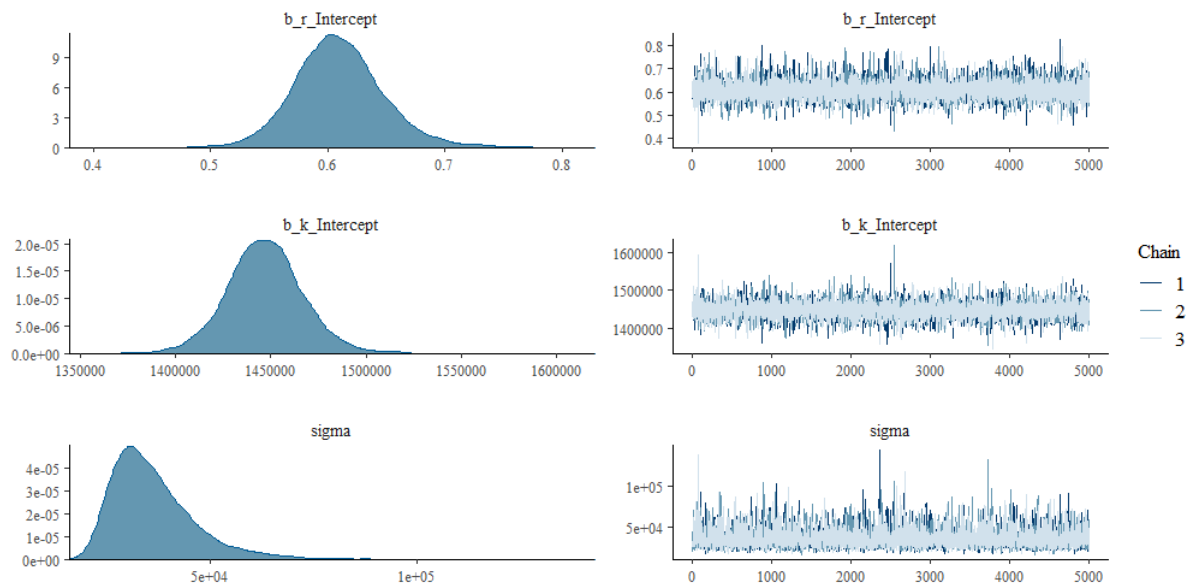 b_r_Intercept
9
6
3
0
0.4 0.5 0.6 0.7 0.8
b_r_Intercept
0.8
0.7
0.6
0.5
0.4
0 1000 2000 3000 4000 5000
b_k_Intercept
2.0e-05
1.5e-05
1.0e-05
5.0e-06
0.0e+00
1350000 1400000 1450000 1500000 1550000 1600000
b_k_Intercept
1600000
1500000
1400000
0 1000 2000 3000 4000 5000
sigma
4e-05
3e-05
2e-05
1e-05
0e+00
5e+04 1e+05
sigma
1e+05
5e+04
0 1000 2000 3000 4000 5000
Chain
1
2
3